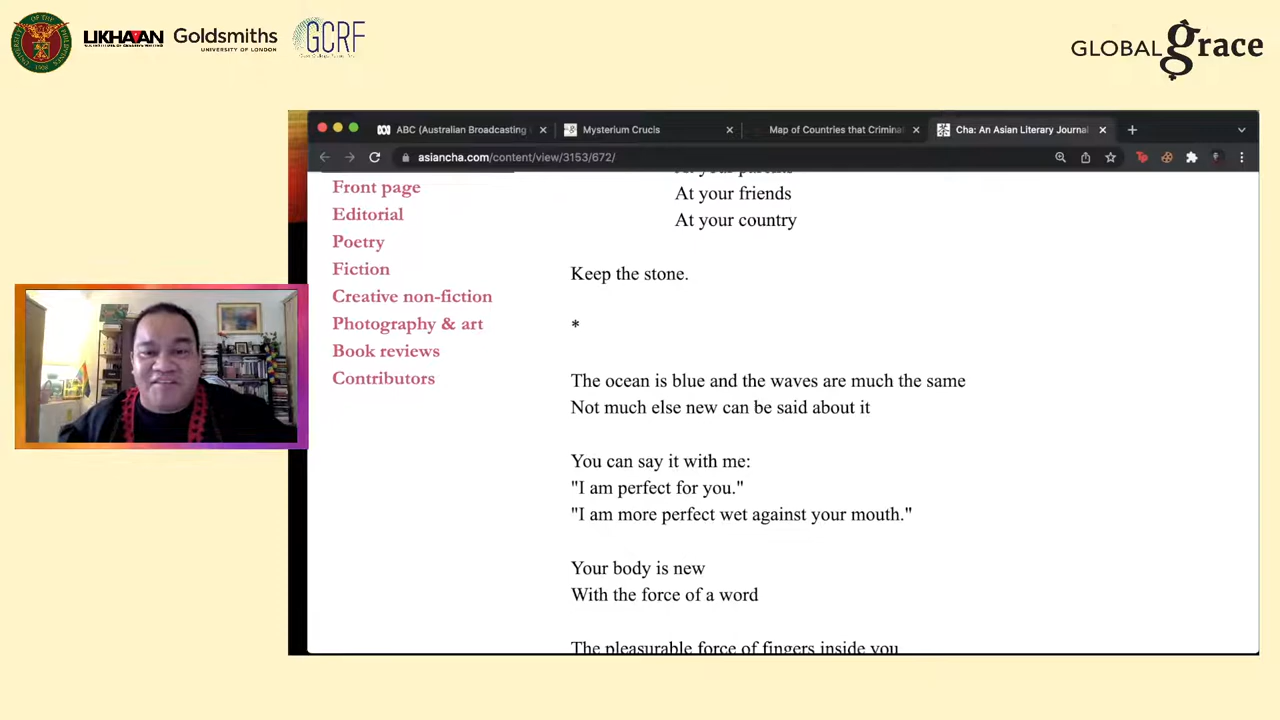 LIKHAAN
Goldsmiths
UNIVERSITY OF LONDON
GCRF
GLOBAL grace
ABC (Australian Broadcasting
Mysterium Crucis
Map of Countries that Crimina
Cha: An Asian Literary Journal
asiancha.com/content/view/3153/672/
Front page
Editorial
Poetry
Fiction
Creative non-fiction
Photography & art
Book reviews
Contributors
At your parents
At your friends
At your country
Keep the stone.
*
The ocean is blue and the waves are much the same
Not much else new can be said about it
You can say it with me:
"I am perfect for you."
"I am more perfect wet against your mouth."
Your body is new
With the force of a word
The pleasurable force of fingers inside you